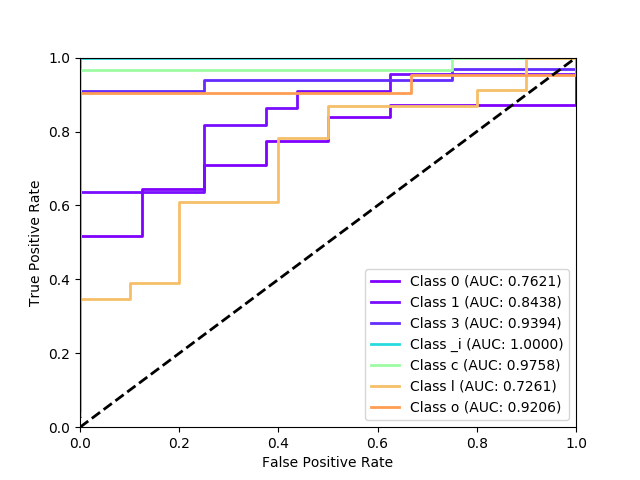 1.0
0.8
0.6
0.4
0.2
0.0
True Positive Rate
Class 0 (AUC: 0.7621)
Class 1 (AUC: 0.8438)
Class 3 (AUC: 0.9394)
Class _i (AUC: 1.0000)
Class c (AUC: 0.9758)
Class l (AUC: 0.7261)
Class o (AUC: 0.9206)
0.0 0.2 0.4 0.6 0.8 1.0
False Positive Rate